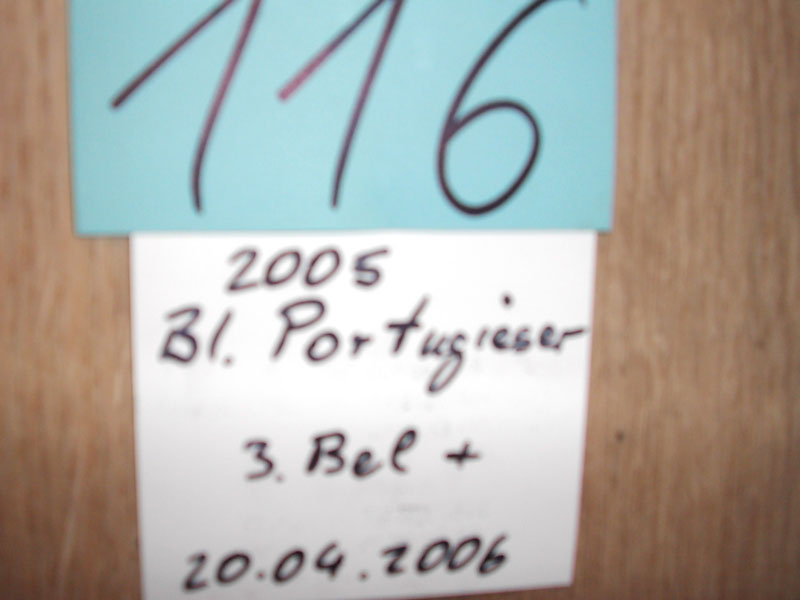 116
2005
Bl. Portugieser
3. Bel +
20.04.2006